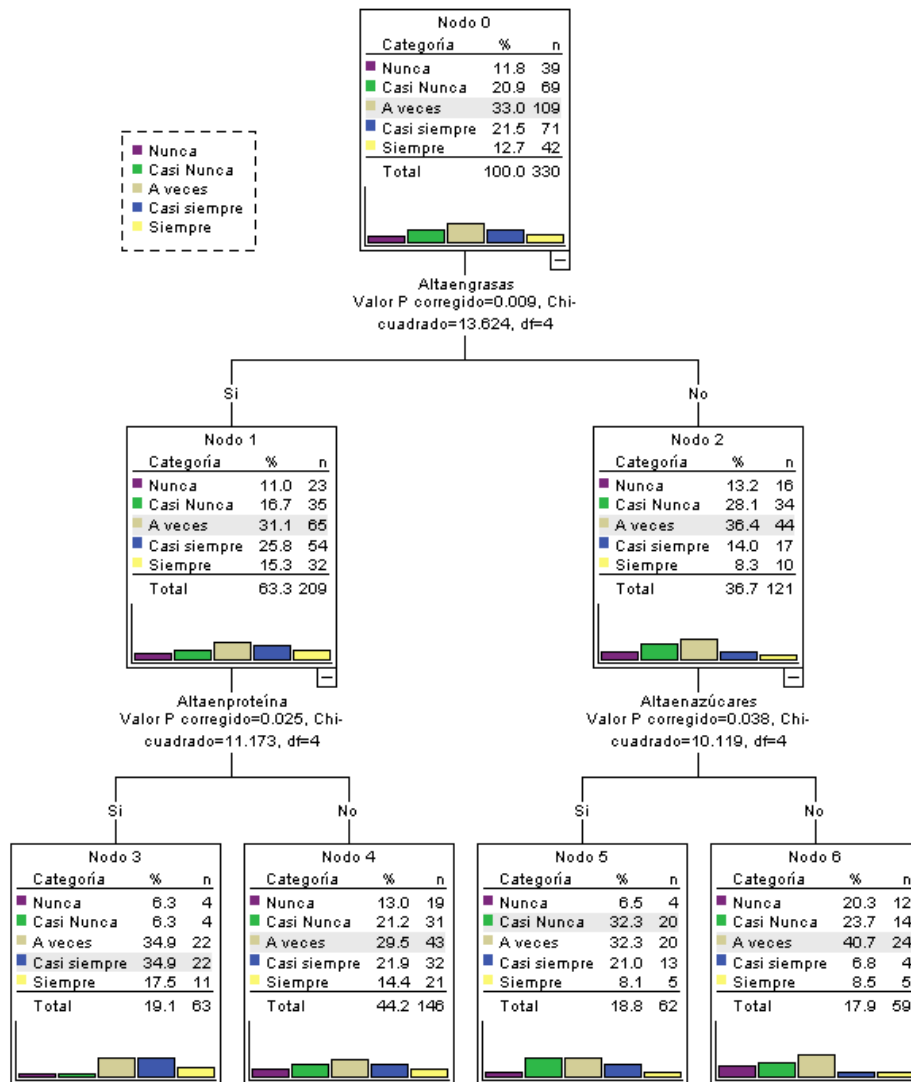 Nodo 0
Categoría % n
Nunca 11.8 39
Casi Nunca 20.9 69
A veces 33.0 109
Casi siempre 21.5 71
Siempre 12.7 42
Total 100.0 330
Nunca
Casi Nunca
A veces
Casi siempre
Siempre
Altaengrasas
Valor P corregido=0.009, Chi-
cuadrado=13.624, df=4
Si
No
Nodo 1
Categoría % n
Nunca 11.0 23
Casi Nunca 16.7 35
A veces 31.1 65
Casi siempre 25.8 54
Siempre 15.3 32
Total 63.3 209
Nodo 2
Categoría % n
Nunca 13.2 16
Casi Nunca 28.1 34
A veces 36.4 44
Casi siempre 14.0 17
Siempre 8.3 10
Total 36.7 121
Altaenproteína
Valor P corregido=0.025, Chi-
cuadrado=11.173, df=4
Altaenazúcares
Valor P corregido=0.038, Chi-
cuadrado=10.119, df=4
Si
No
Si
No
Nodo 3
Categoría % n
Nunca 6.3 4
Casi Nunca 6.3 4
A veces 34.9 22
Casi siempre 34.9 22
Siempre 17.5 11
Total 19.1 63
Nodo 4
Categoría % n
Nunca 13.0 19
Casi Nunca 21.2 31
A veces 29.5 43
Casi siempre 21.9 32
Siempre 14.4 21
Total 44.2 146
Nodo 5
Categoría % n
Nunca 6.5 4
Casi Nunca 32.3 20
A veces 32.3 20
Casi siempre 21.0 13
Siempre 8.1 5
Total 18.8 62
Nodo 6
Categoría % n
Nunca 20.3 12
Casi Nunca 23.7 14
A veces 40.7 24
Casi siempre 6.8 4
Siempre 8.5 5
Total 17.9 59